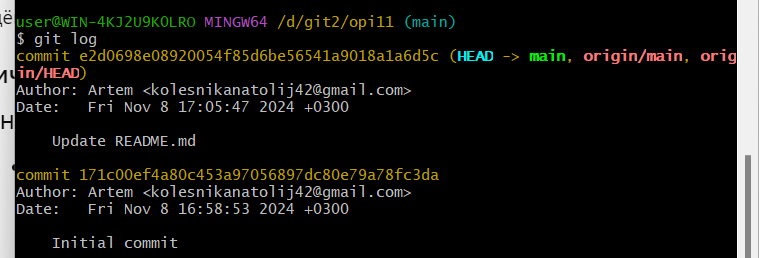 user@WIN-4KJ2U9K0LRO MINGW64 /d/git2/opi11 (main)
$ git log
commit e2d0698e08920054f85d6be56541a9018a1a6d5c (HEAD -> main, origin/main, orig
in/HEAD)
Author: Artem <kolesnikanatolij42@gmail.com>
Date:   Fri Nov 8 17:05:47 2024 +0300
    Update README.md
commit 171c00ef4a80c453a97056897dc80e79a78fc3da
Author: Artem <kolesnikanatolij42@gmail.com>
Date:   Fri Nov 8 16:58:53 2024 +0300
    Initial commit